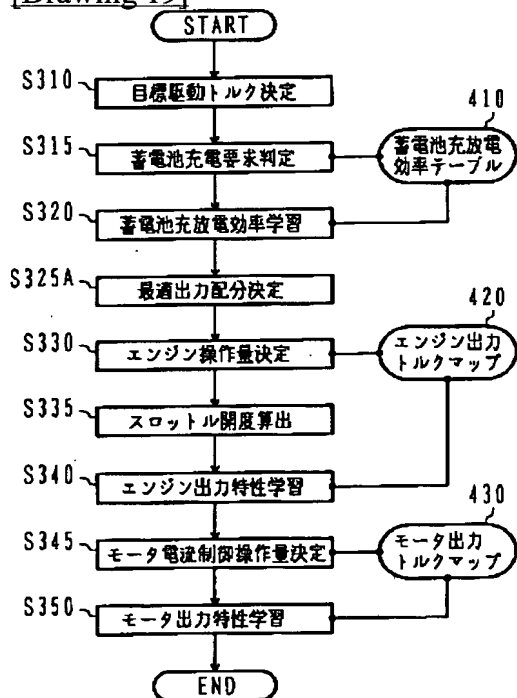 [Drawing 19]
START
S310
目標駆動トルク決定
410
S315
蓄電池充電要求判定
蓄電池充放電
効率テーブル
S320
蓄電池充放電効率学習
S325A
最適出力配分決定
420
S330
エンジン操作量決定
エンジン出力
トルクマップ
S335
スロットル開度算出
S340
エンジン出力特性学習
430
S345
モータ電流制御操作量決定
モータ出力
トルクマップ
S350
モータ出力特性学習
END